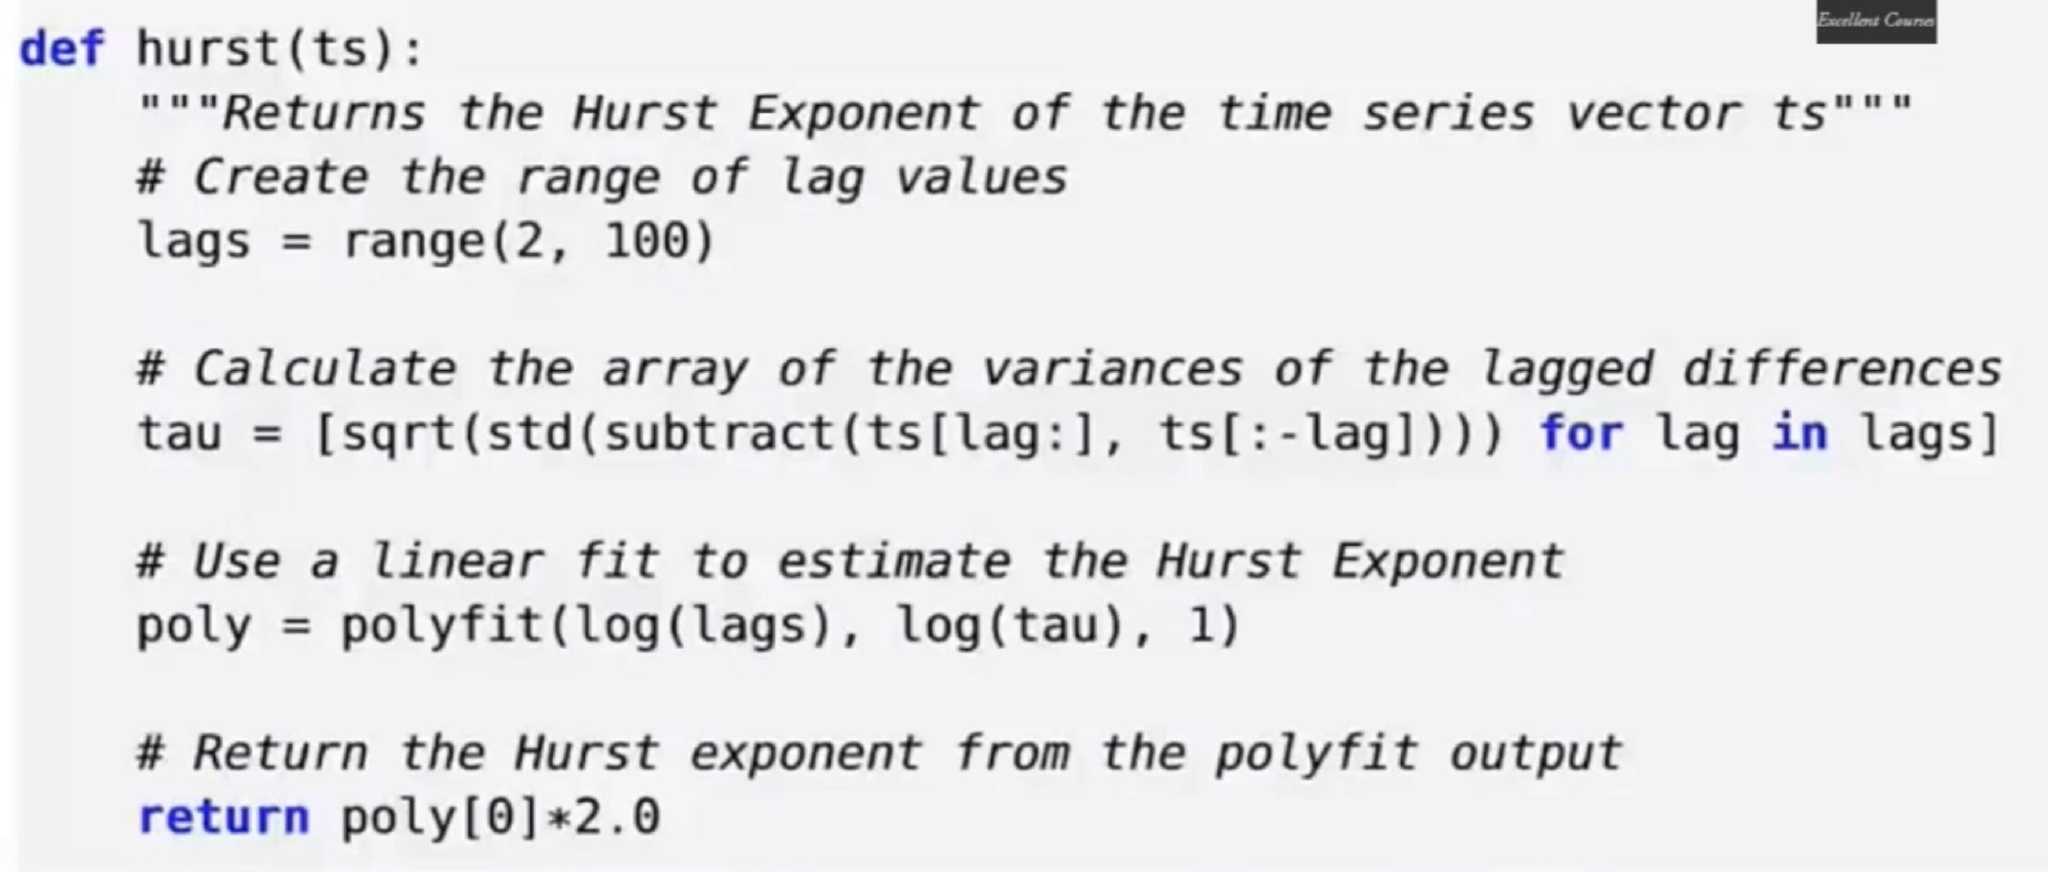 Excellent Courses
def hurst(ts):
    """Returns the Hurst Exponent of the time series vector ts"""
    # Create the range of lag values
    lags = range(2, 100)
    # Calculate the array of the variances of the lagged differences
    tau = [sqrt(std(subtract(ts[lag:], ts[:-lag]))) for lag in lags]
    # Use a linear fit to estimate the Hurst Exponent
    poly = polyfit(log(lags), log(tau), 1)
    # Return the Hurst exponent from the polyfit output
    return poly[0]*2.0